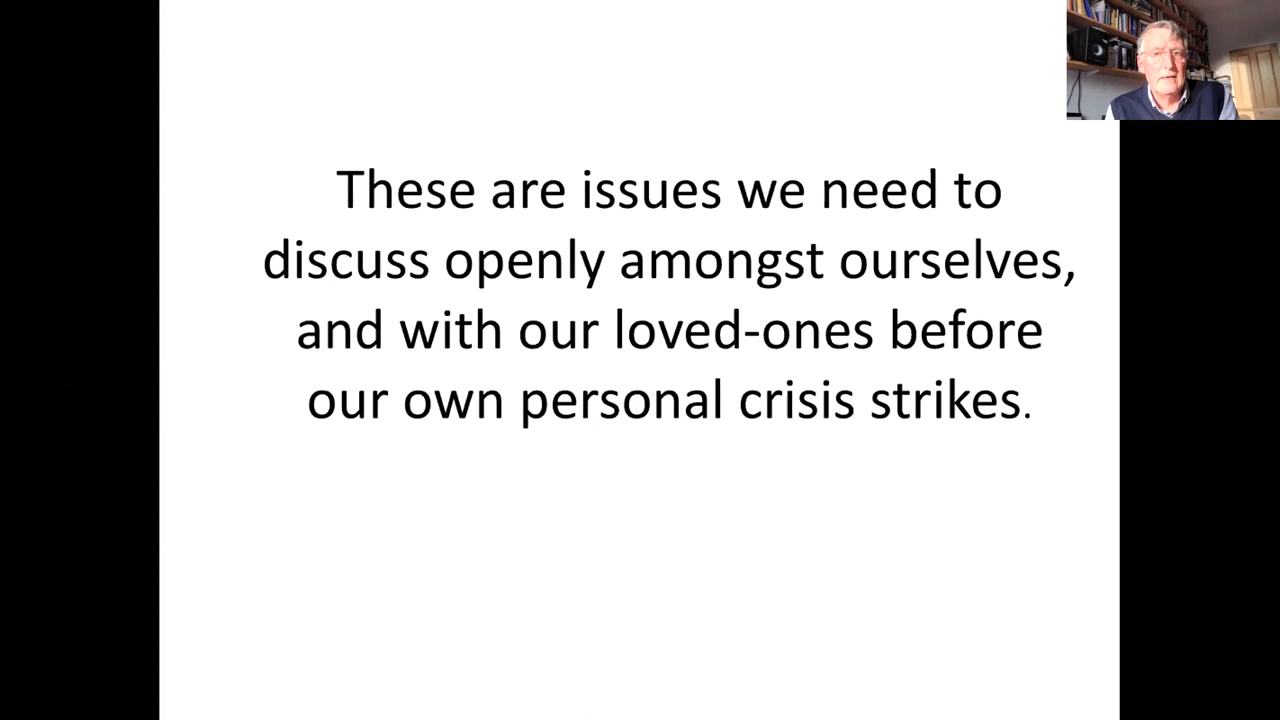 These are issues we need to
discuss openly amongst ourselves,
and with our loved-ones before
our own personal crisis strikes.